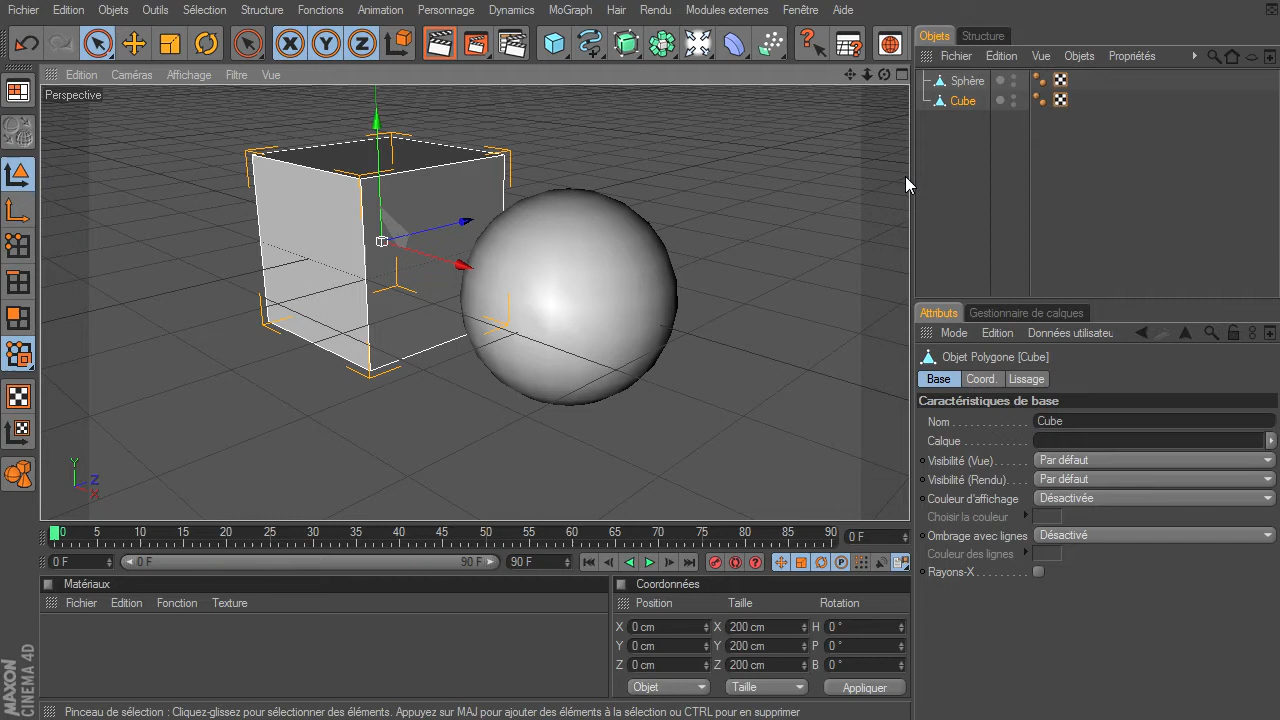 Fichier Edition Objets Outils Sélection Structure Fonctions Animation Personnage Dynamics MoGraph Hair Rendu Modules externes Fenêtre Aide
Objets Structure
Fichier Edition Vue Objets Propriétés
Sphère
Cube
Edition Caméras Affichage Filtre Vue
Perspective
Y
Z
X
Attributs Gestionnaire de calques
Mode Edition Données utilisateu
Objet Polygone [Cube]
Base Coord. Lissage
Caractéristiques de base
Nom Cube
Calque
Visibilité (Vue) Par défaut
Visibilité (Rendu) Par défaut
Couleur d'affichage Désactivée
Choisir la couleur
Ombrage avec lignes Désactivé
Couleur des lignes
Rayons-X
0 5 10 15 20 25 30 35 40 45 50 55 60 65 70 75 80 85 90 0 F
0 F 0 F 90 F 90 F
Matériaux
Fichier Edition Fonction Texture
Coordonnées
Position Taille Rotation
X 0 cm X 200 cm H 0 °
Y 0 cm Y 200 cm P 0 °
Z 0 cm Z 200 cm B 0 °
Objet Taille Appliquer
MAXON
CINEMA 4D
Pinceau de sélection : Cliquez-glissez pour sélectionner des éléments. Appuyez sur MAJ pour ajouter des éléments à la sélection ou CTRL pour en supprimer